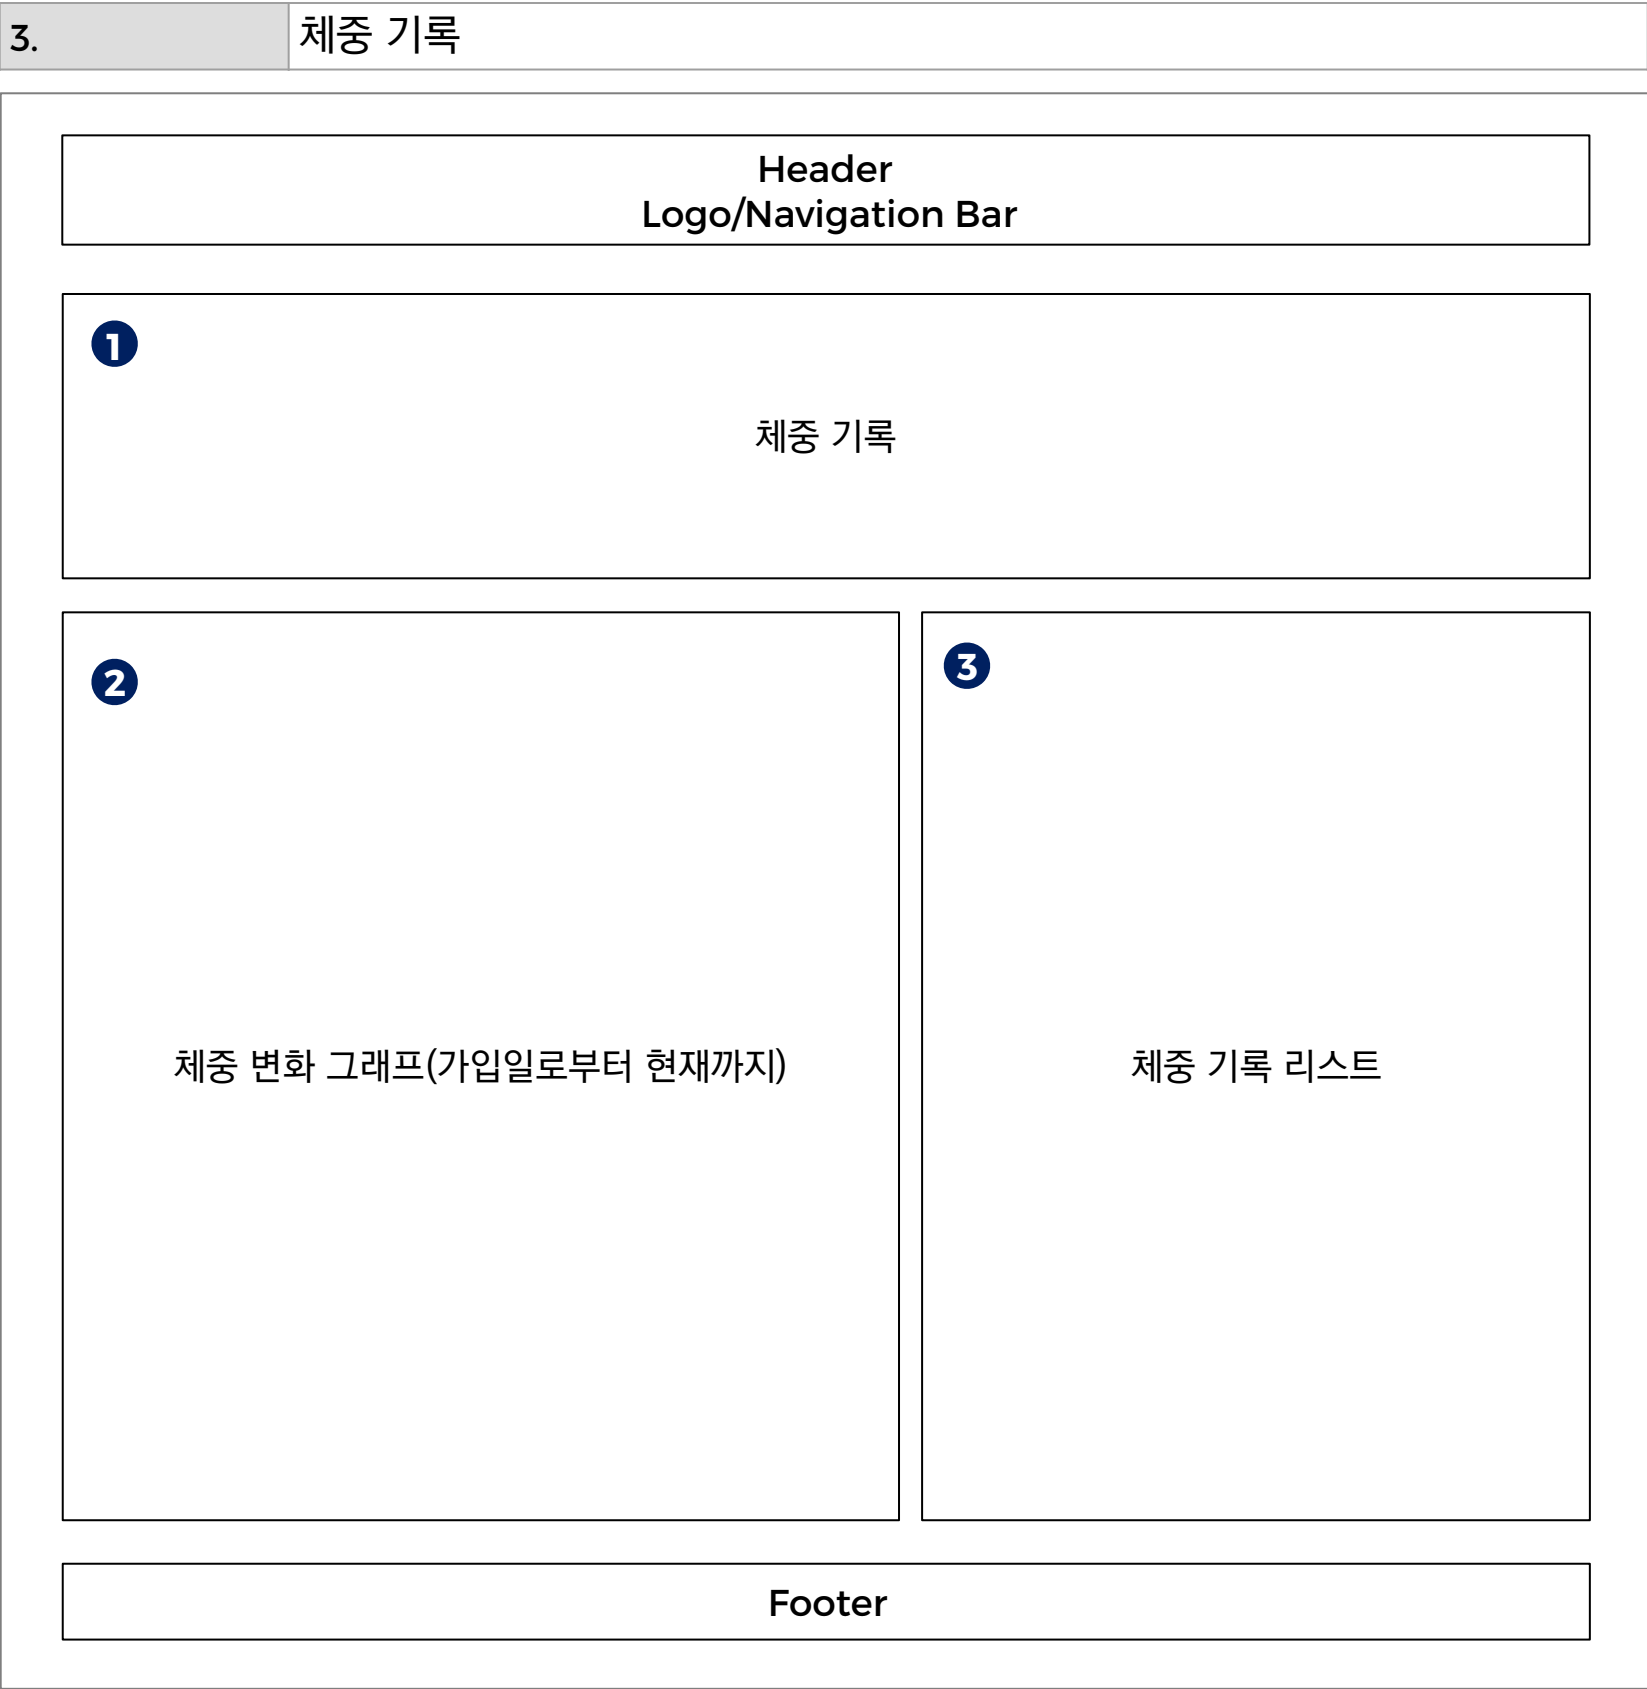 3.
체중 기록
Header
Logo/Navigation Bar
1
체중 기록
2
체중 변화 그래프(가입일로부터 현재까지)
3
체중 기록 리스트
Footer